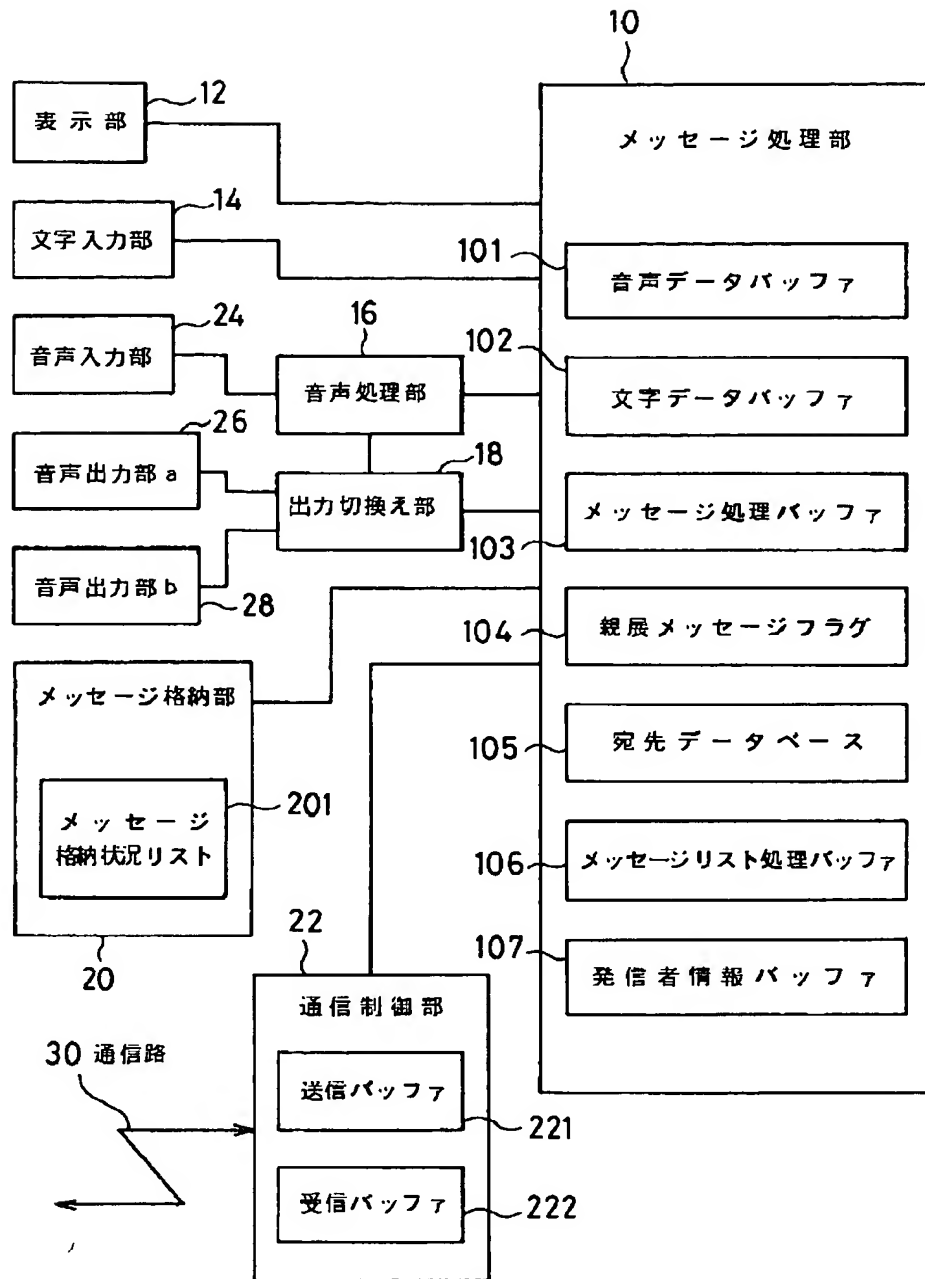 10
メッセージ処理部
12
表示部
14
文字入力部
24
音声入力部
16
音声処理部
26
音声出力部a
18
出力切換え部
音声出力部b
28
101
音声データバッファ
102
文字データバッファ
メッセージ処理バッファ
103
104
親展メッセージフラグ
105
宛先データベース
106
メッセージリスト処理バッファ
107
発信者情報バッファ
メッセージ格納部
メッセージ
格納状況リスト
201
20
22
通信制御部
送信バッファ
221
受信バッファ
222
30 通信路